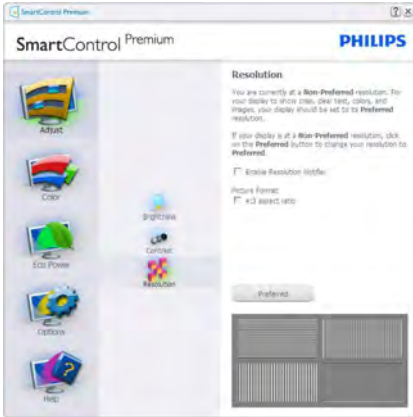 SmartControl Premium
SmartControl Premium
PHILIPS
Adjust
Color
Eco Power
Options
Help
Brightness
Contrast
Resolution
Resolution
You are currently at a Non-Preferred resolution. For
your display to show crisp, clear text, colors, and
images, your display should be set to its Preferred
resolution.
If your display is at a Non-Preferred resolution, click
on the Preferred button to change your resolution to
Preferred.
Enable Resolution Notifier
Picture Format
4:3 aspect ratio
Preferred